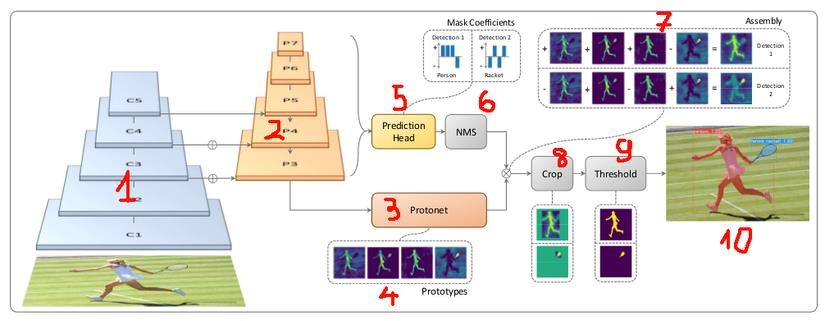 Mask Coefficients
Detection 1 Detection 2
+ +
- -
Person Racket
7
Assembly
+ + + - = Detection 1
- + - + = Detection 2
P7
P6
P5
P4
P3
C5
C4
C3
2
C1
1
2
5
Prediction Head
6
NMS
3
Protonet
8
Crop
9
Threshold
10
4
Prototypes